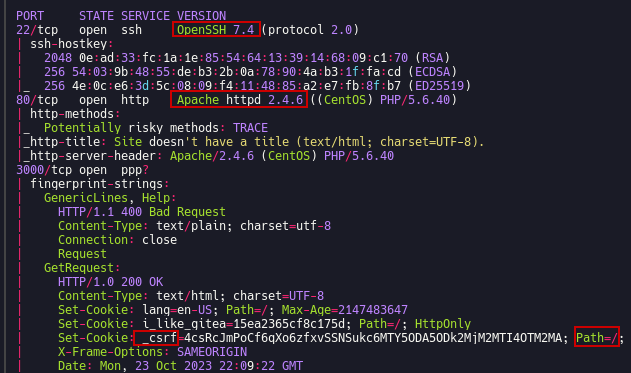 PORT     STATE SERVICE VERSION
22/tcp   open  ssh     OpenSSH 7.4 (protocol 2.0)
| ssh-hostkey:
|   2048 0e:ad:33:fc:1a:1e:85:54:64:13:39:14:68:09:c1:70 (RSA)
|   256 54:03:9b:48:55:de:b3:2b:0a:78:90:4a:b3:1f:fa:cd (ECDSA)
|_  256 4e:0c:e6:3d:5c:08:09:f4:11:48:85:a2:e7:fb:8f:b7 (ED25519)
80/tcp   open  http    Apache httpd 2.4.6 ((CentOS) PHP/5.6.40)
| http-methods:
|_  Potentially risky methods: TRACE
|_http-title: Site doesn't have a title (text/html; charset=UTF-8).
|_http-server-header: Apache/2.4.6 (CentOS) PHP/5.6.40
3000/tcp open  ppp?
| fingerprint-strings:
|   GenericLines, Help:
|     HTTP/1.1 400 Bad Request
|     Content-Type: text/plain; charset=utf-8
|     Connection: close
|     Request
|   GetRequest:
|     HTTP/1.0 200 OK
|     Content-Type: text/html; charset=UTF-8
|     Set-Cookie: lang=en-US; Path=/; Max-Age=2147483647
|     Set-Cookie: i_like_gitea=15ea2365cf8c175d; Path=/; HttpOnly
|     Set-Cookie: _csrf=4csRcJmPoCf6qXo6zfxvSSNSukc6MTY5ODA5ODk2MjM2MTI4OTM2MA; Path=/;
|     X-Frame-Options: SAMEORIGIN
|     Date: Mon, 23 Oct 2023 22:09:22 GMT